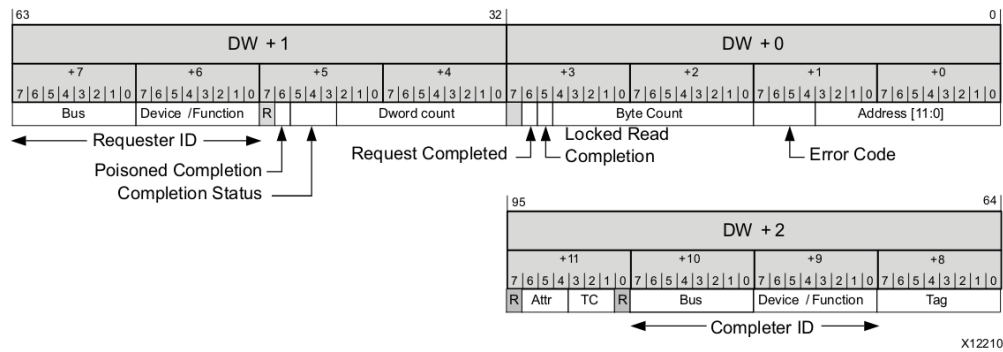 63 32 0
DW + 1 DW + 0
+7 +6 +5 +4 +3 +2 +1 +0
7 6 5 4 3 2 1 0 7 6 5 4 3 2 1 0 7 6 5 4 3 2 1 0 7 6 5 4 3 2 1 0 7 6 5 4 3 2 1 0 7 6 5 4 3 2 1 0 7 6 5 4 3 2 1 0 7 6 5 4 3 2 1 0
Bus Device /Function R Dword count Byte Count Address [11:0]
Requester ID
Poisoned Completion
Completion Status
Request Completed
Locked Read
Completion
Error Code
95 64
DW + 2
+11 +10 +9 +8
7 6 5 4 3 2 1 0 7 6 5 4 3 2 1 0 7 6 5 4 3 2 1 0 7 6 5 4 3 2 1 0
R Attr TC R Bus Device / Function Tag
Completer ID
X12210